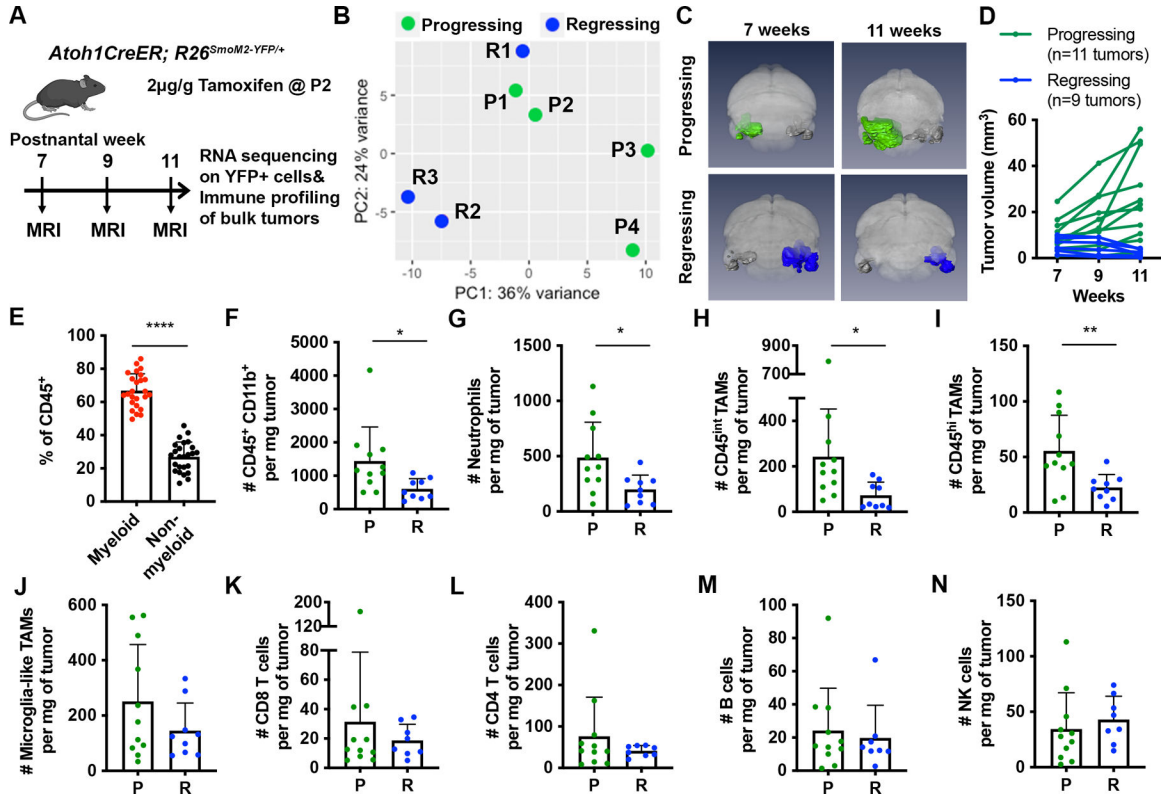 A
Atoh1CreER; R26SmoM2-YFP/+
2µg/g Tamoxifen @ P2
Postnantal week
7 9 11
MRI MRI MRI
RNA sequencing
on YFP+ cells&
Immune profiling
of bulk tumors
B
Progressing Regressing
R1
P1
P2
P3
R3
R2
P4
PC2: 24% variance
5
0
-5
-10 -5 0 5 10
PC1: 36% variance
C
7 weeks 11 weeks
Progressing
Regressing
D
Progressing
(n=11 tumors)
Regressing
(n=9 tumors)
Tumor volume (mm³)
60
40
20
0
7 9 11
Weeks
E
****
% of CD45⁺
100
80
60
40
20
0
Myeloid
Non-
myeloid
F
*
# CD45⁺ CD11b⁺
per mg tumor
5000
4000
3000
2000
1000
0
P R
G
*
# Neutrophils
per mg of tumor
1500
1000
500
0
P R
H
*
# CD45int TAMs
per mg of tumor
900
700
400
200
0
P R
I
**
# CD45hi TAMs
per mg of tumor
150
100
50
0
P R
J
# Microglia-like TAMs
per mg of tumor
600
400
200
0
P R
K
# CD8 T cells
per mg of tumor
200
120
80
60
40
20
0
P R
L
# CD4 T cells
per mg of tumor
400
300
200
100
0
P R
M
# B cells
per mg of tumor
100
80
60
40
20
0
P R
N
# NK cells
per mg of tumor
150
100
50
0
P R